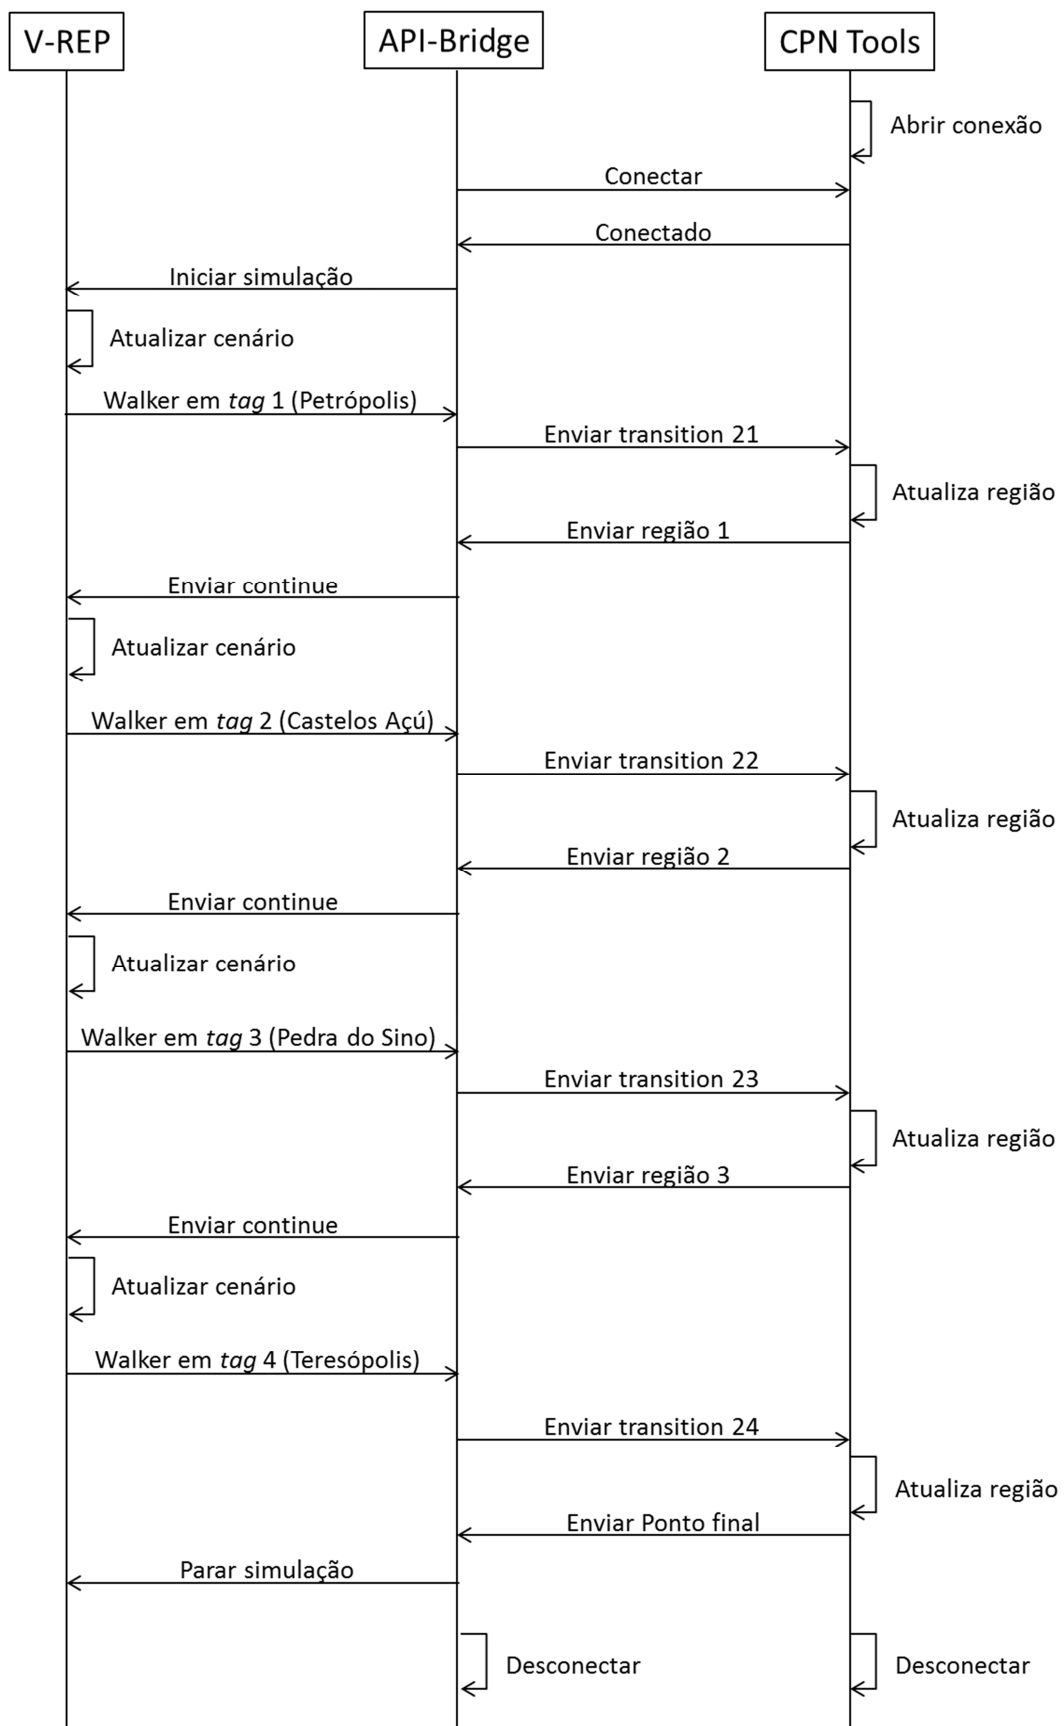 V-REP
API-Bridge
CPN Tools
Abrir conexão
Conectar
Conectado
Iniciar simulação
Atualizar cenário
Walker em tag 1 (Petrópolis)
Enviar transition 21
Atualiza região
Enviar região 1
Enviar continue
Atualizar cenário
Walker em tag 2 (Castelos Açú)
Enviar transition 22
Atualiza região
Enviar região 2
Enviar continue
Atualizar cenário
Walker em tag 3 (Pedra do Sino)
Enviar transition 23
Atualiza região
Enviar região 3
Enviar continue
Atualizar cenário
Walker em tag 4 (Teresópolis)
Enviar transition 24
Atualiza região
Enviar Ponto final
Parar simulação
Desconectar
Desconectar